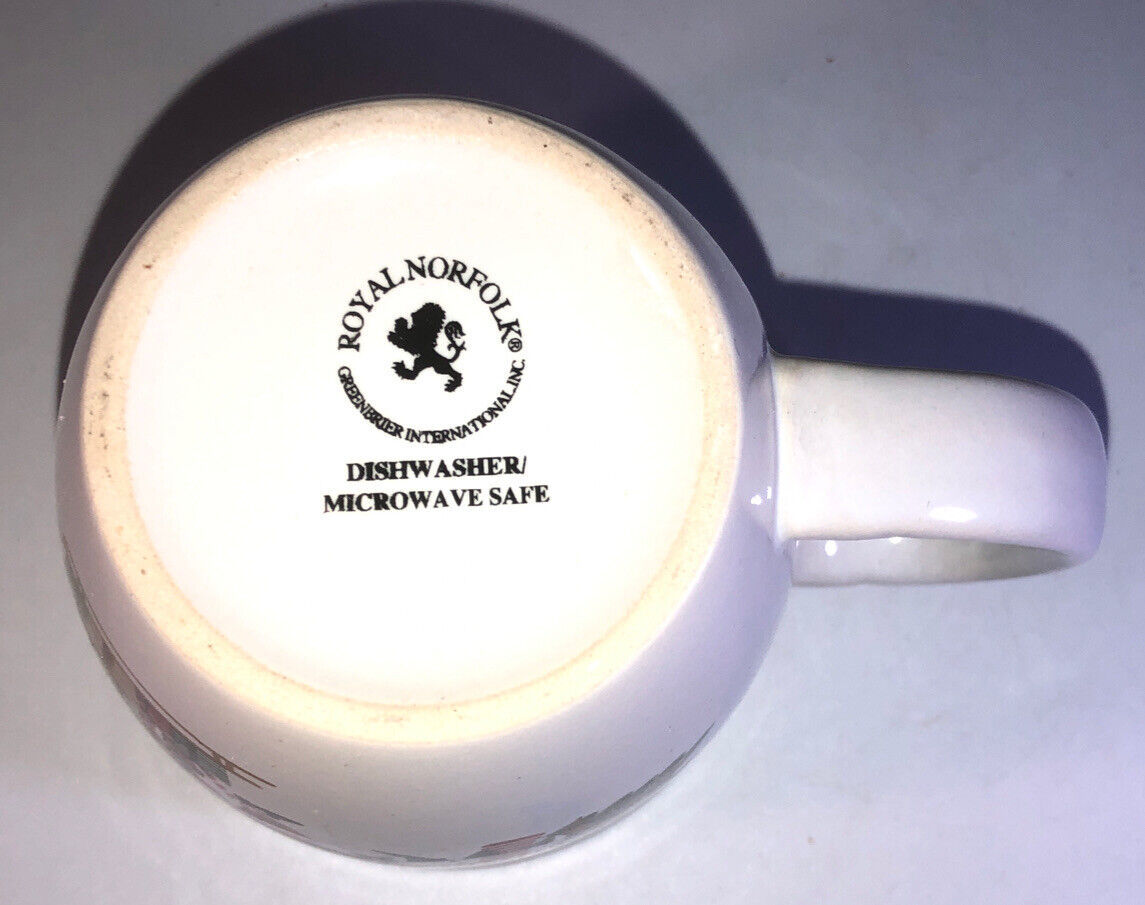 ROYAL NORFOLK®
GREENBRIER INTERNATIONAL, INC.
DISHWASHER/
MICROWAVE SAFE